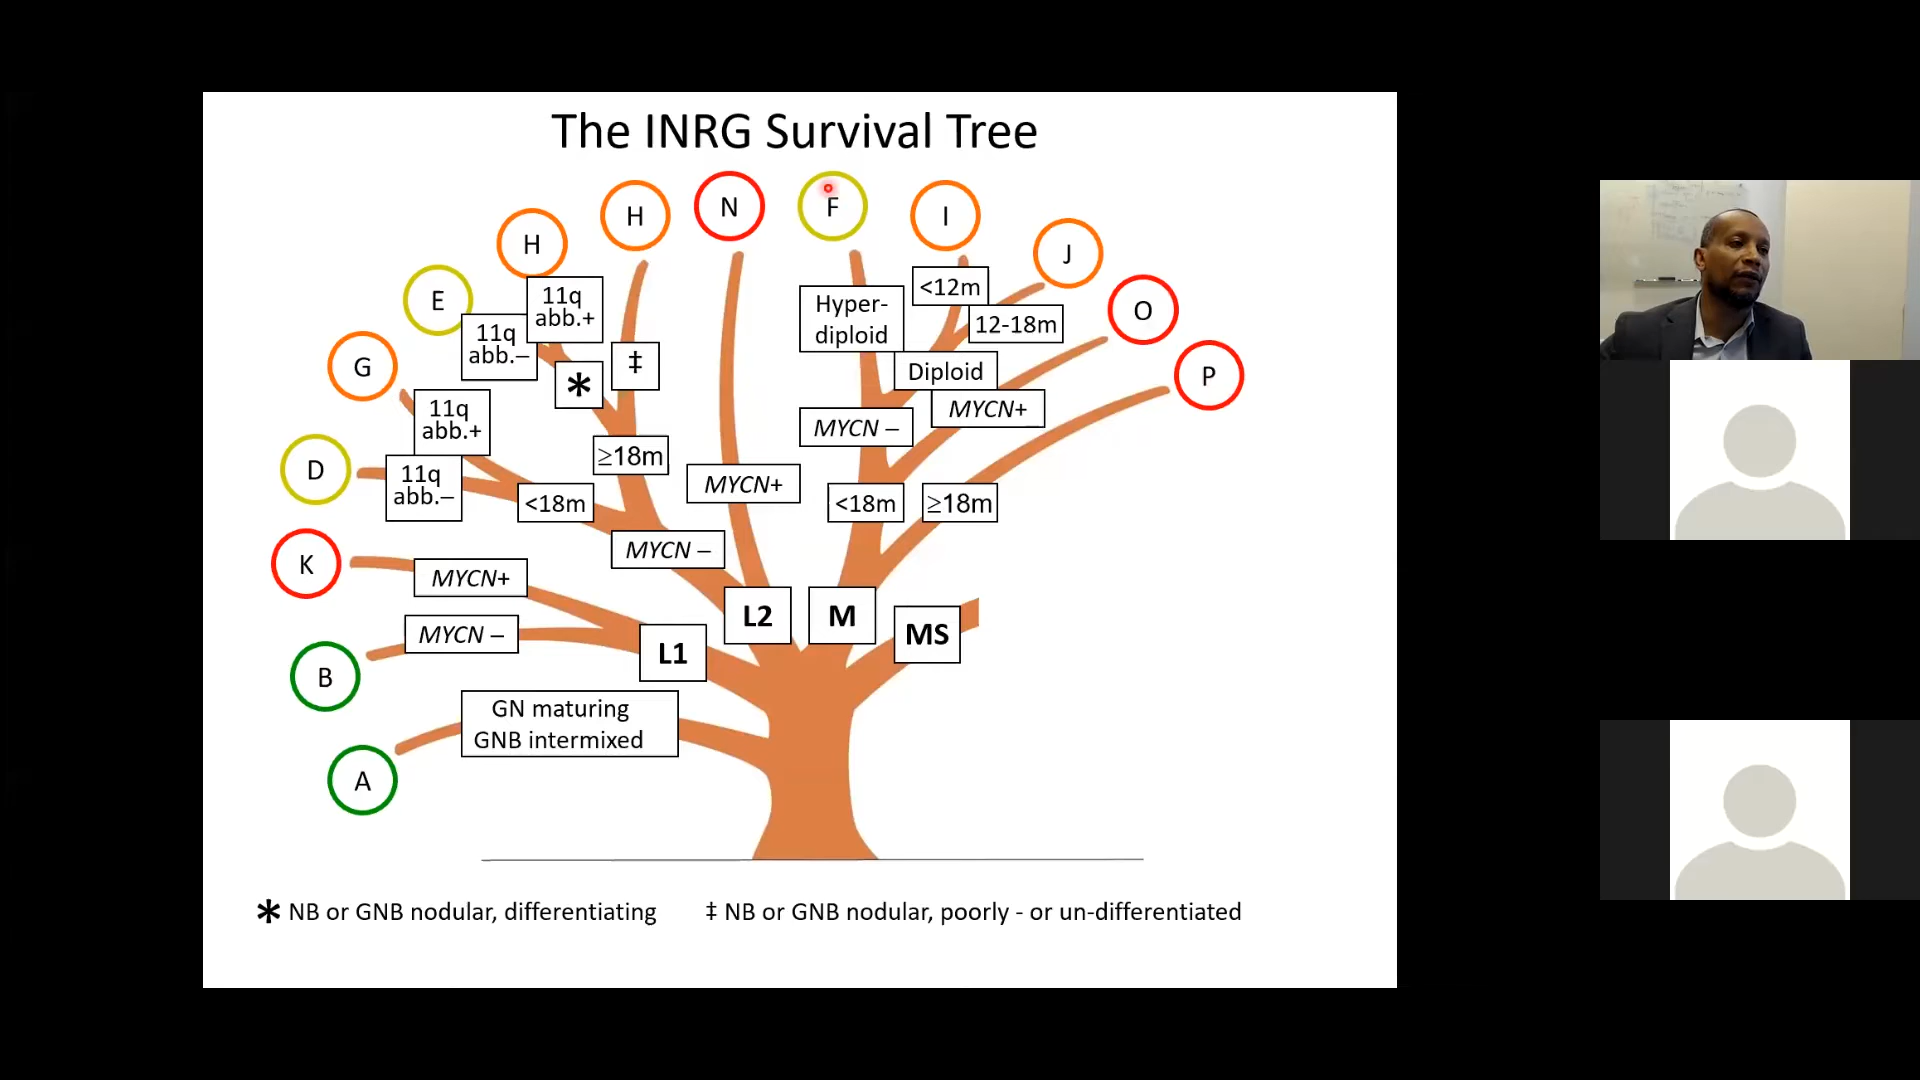 The INRG Survival Tree
N
F
H
I
H
J
E
<12m
11q
abb.+
Hyper-
diploid
O
12-18m
11q
abb.–
‡
G
Diploid
P
*
MYCN+
11q
abb.+
MYCN –
≥18m
D
11q
abb.–
MYCN+
<18m
<18m
≥18m
MYCN –
K
MYCN+
L2
M
MS
MYCN –
L1
B
GN maturing
GNB intermixed
A
* NB or GNB nodular, differentiating
‡ NB or GNB nodular, poorly - or un-differentiated